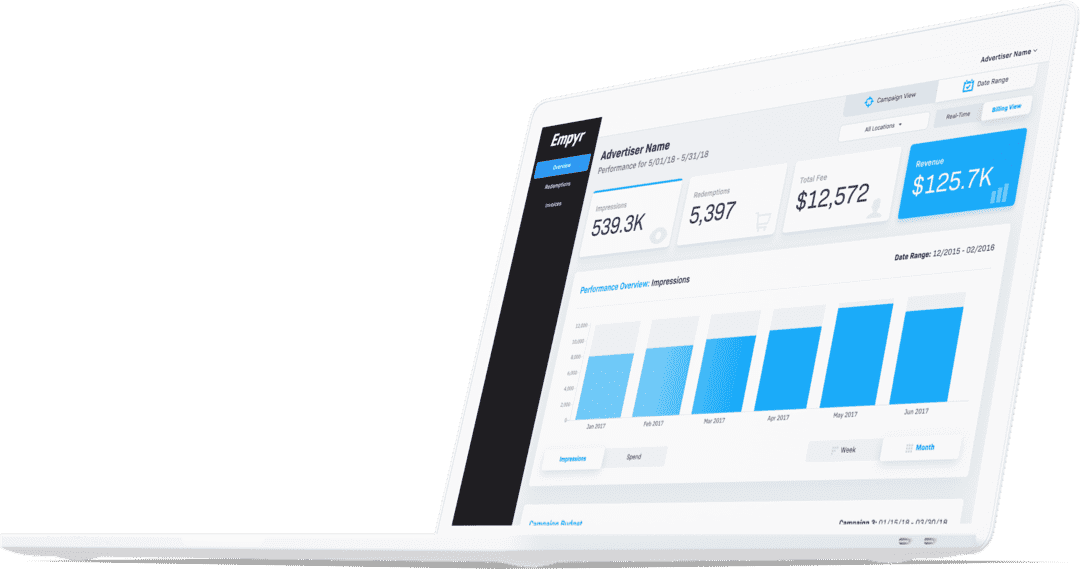 Advertiser Name
Campaign View
Date Range
All Locations
Real-Time
Billing View
Empyr
Overview
Redemptions
Invoices
Advertiser Name
Performance for 5/01/18 - 5/31/18
Impressions
539.3K
Redemptions
5,397
Total Fee
$12,572
Revenue
$125.7K
Performance Overview: Impressions
Date Range: 12/2015 - 02/2016
12,000
10,000
8,000
6,000
4,000
2,000
0
Jan 2017
Feb 2017
Mar 2017
Apr 2017
May 2017
Jun 2017
Impressions
Spend
Week
Month
Campaign Budget
Campaign 3: 01/15/18 - 03/30/18